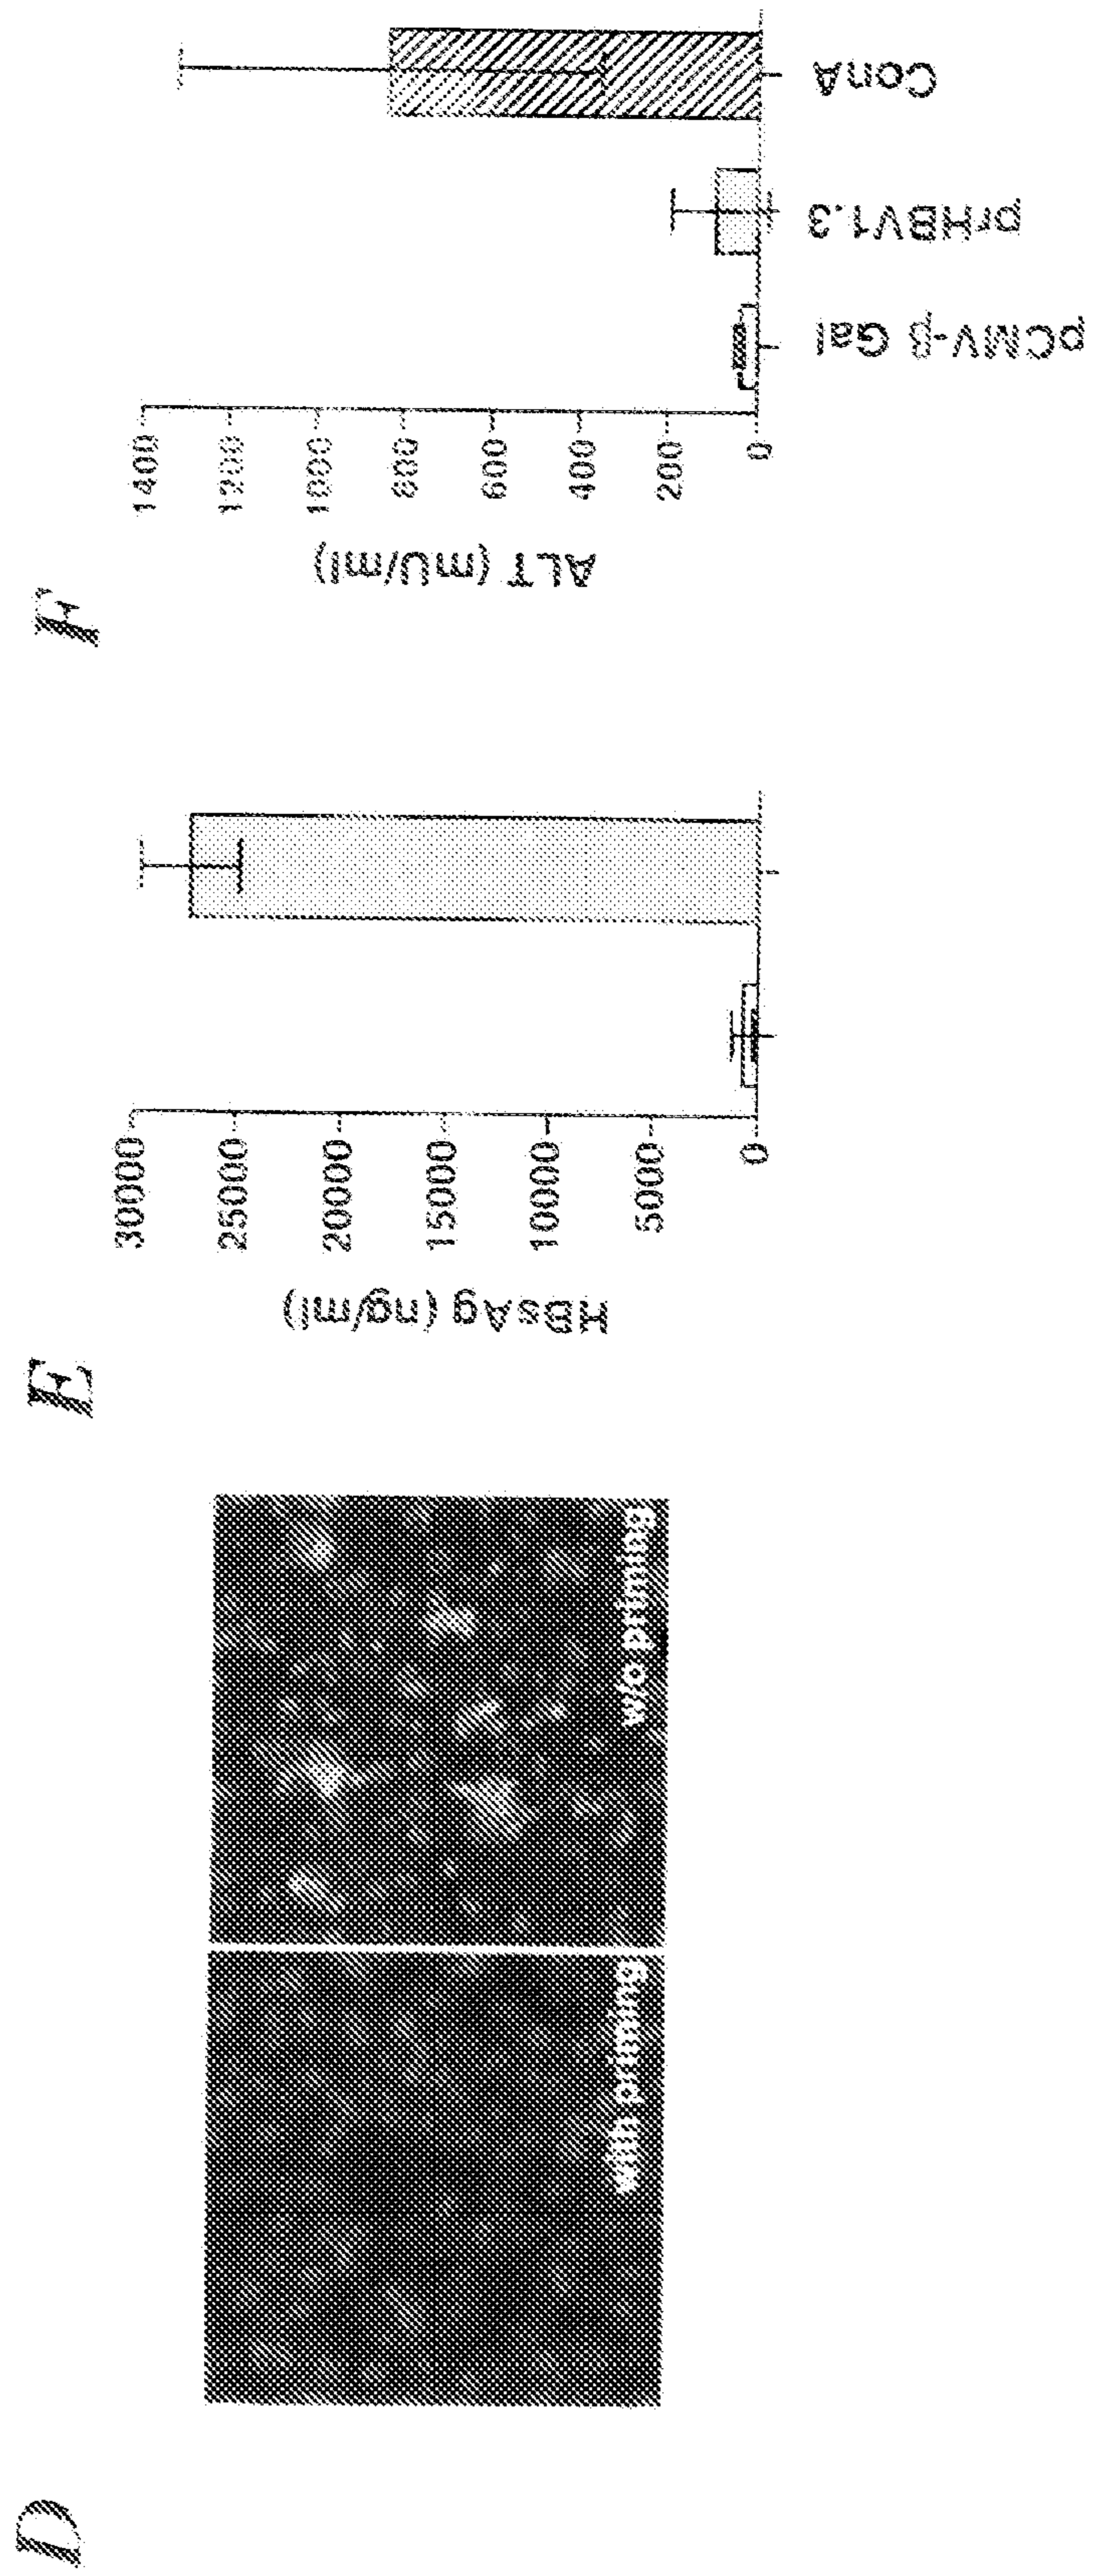 D
with priming
w/o priming
E
HBsAg (ng/ml)
30000
25000
20000
15000
10000
5000
0
F
ALT (mU/ml)
1400
1200
1000
800
600
400
200
0
pCMV-β Gal
prHBV1.3
ConA